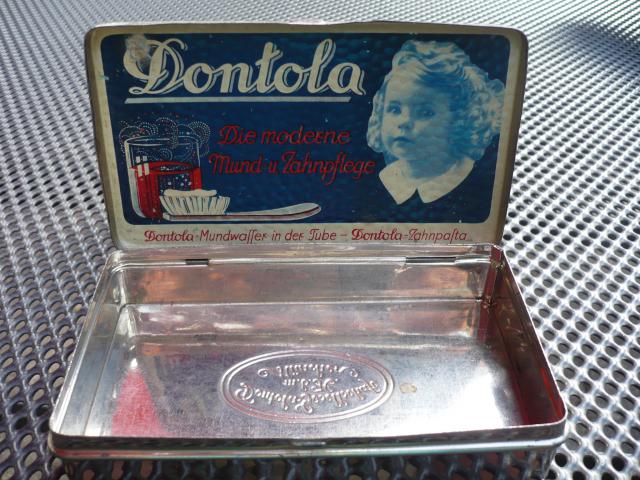 Dontola
Die moderne
Mund u Zahnpflege
Dontola-Mundwaſſer in der Tube – Dontola-Zahnpaſta